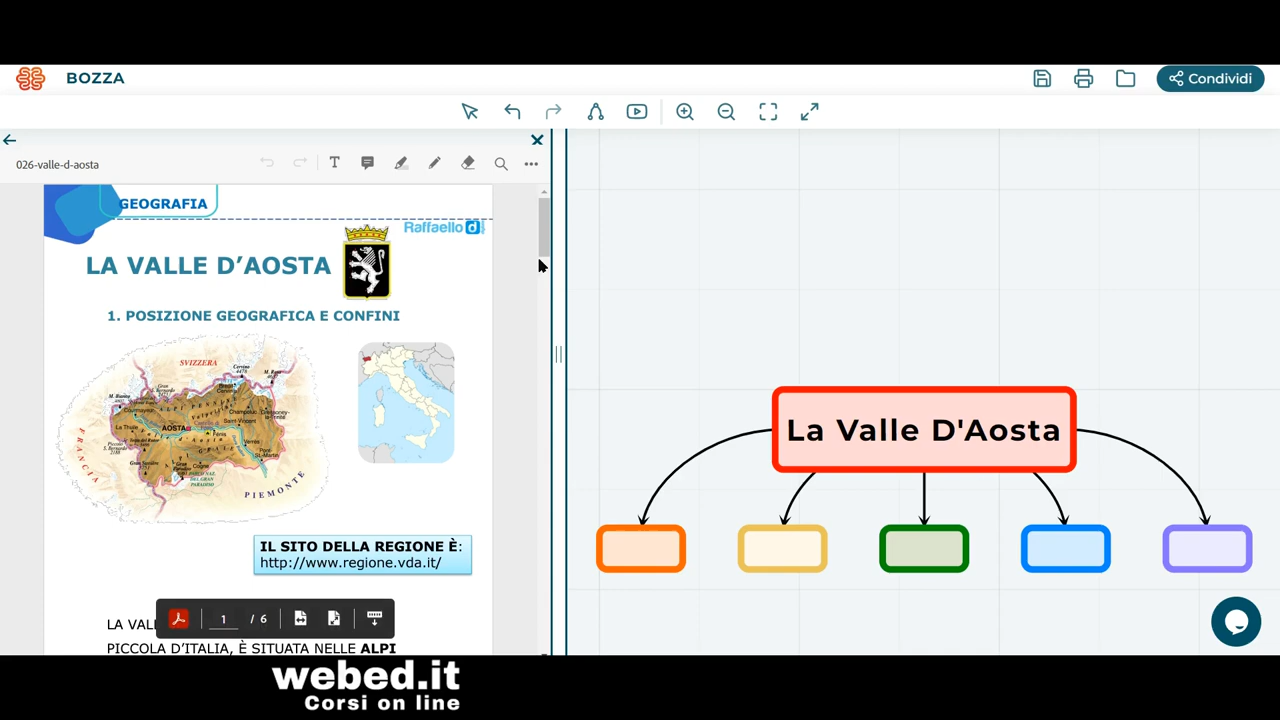 BOZZA
Condividi
026-valle-d-aosta
T
GEOGRAFIA
Raffaello d
LA VALLE D’AOSTA
1. POSIZIONE GEOGRAFICA E CONFINI
SVIZZERA
FRANCIA
PIEMONTE
AOSTA
IL SITO DELLA REGIONE È:
http://www.regione.vda.it/
1 / 6
PICCOLA D’ITALIA, È SITUATA NELLE ALPI
La Valle D'Aosta
webed.it
Corsi on line